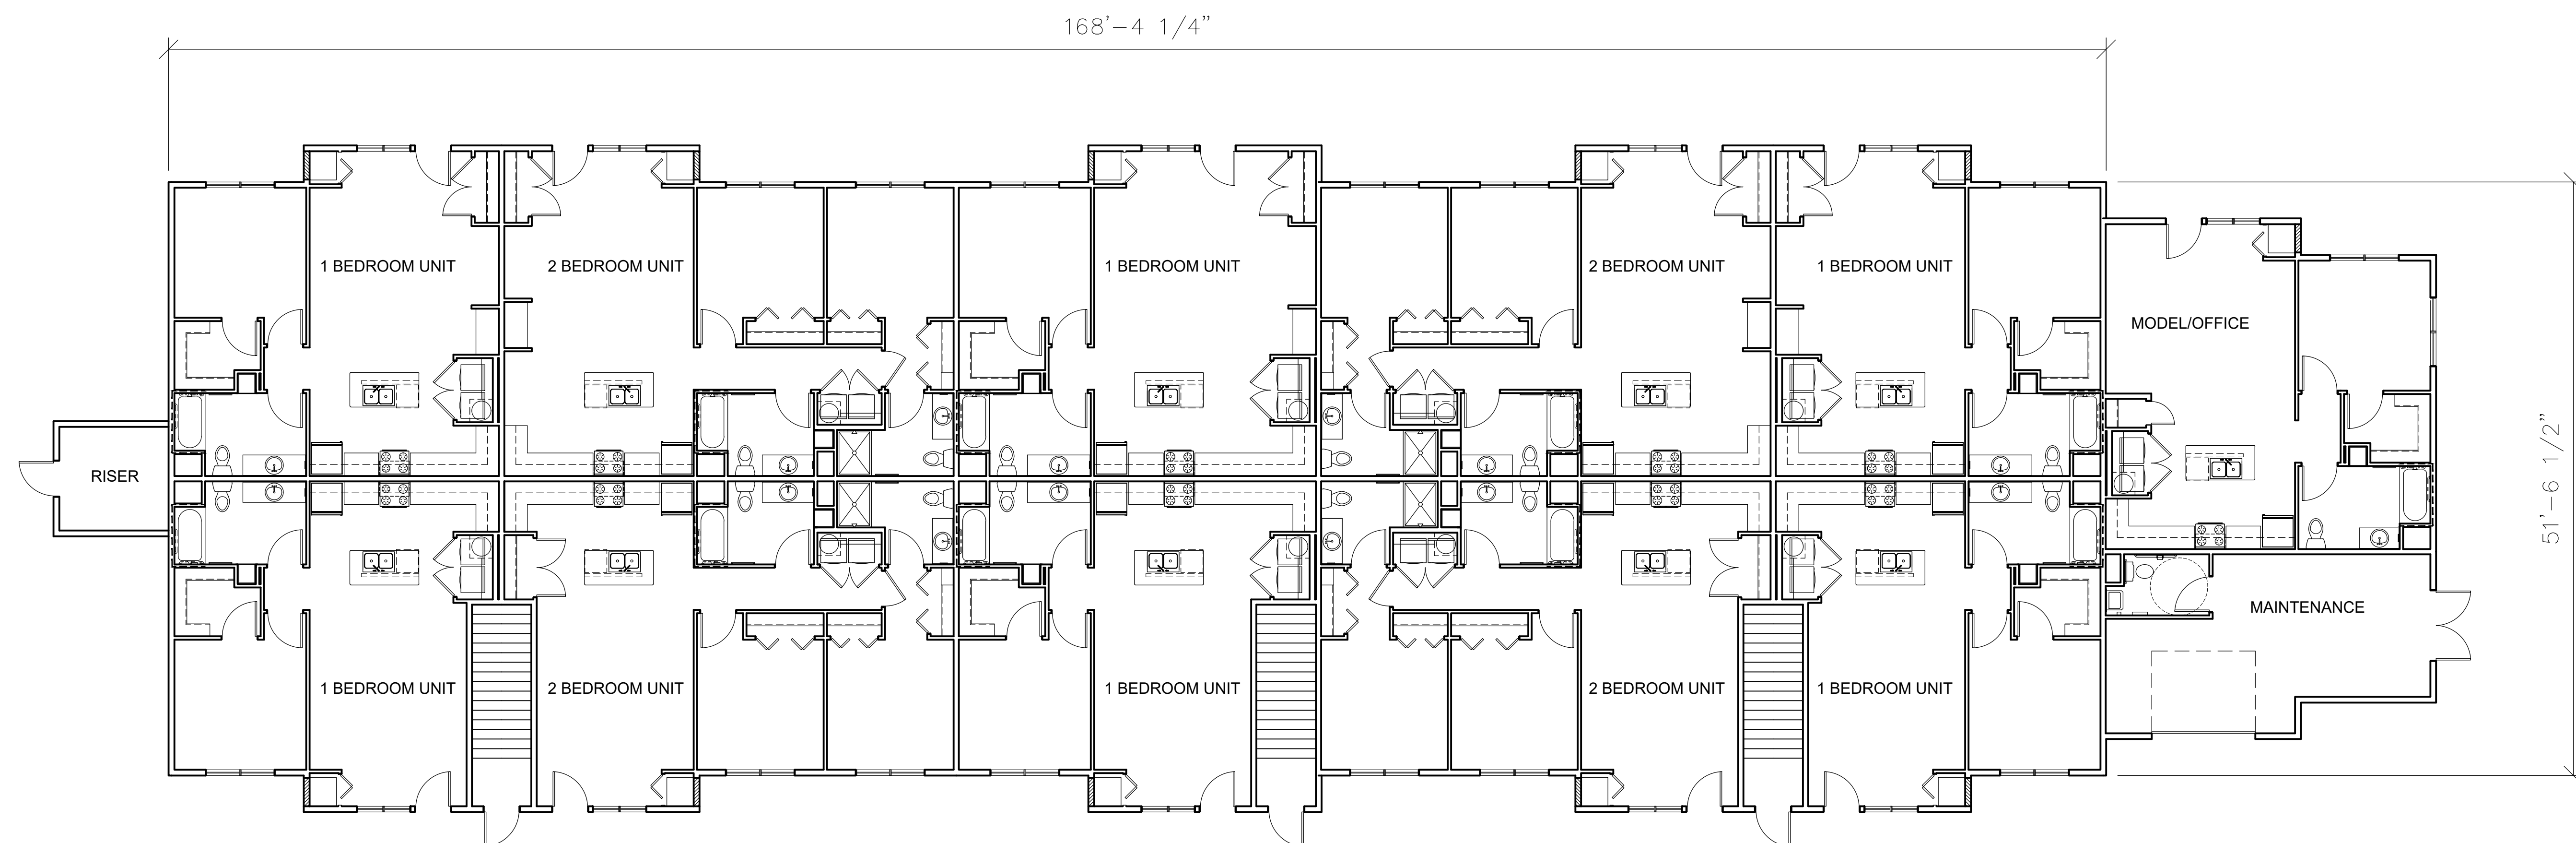 168'-4 1/4"
1 BEDROOM UNIT
2 BEDROOM UNIT
1 BEDROOM UNIT
2 BEDROOM UNIT
1 BEDROOM UNIT
MODEL/OFFICE
51'-6 1/2"
RISER
MAINTENANCE
1 BEDROOM UNIT
2 BEDROOM UNIT
1 BEDROOM UNIT
2 BEDROOM UNIT
1 BEDROOM UNIT